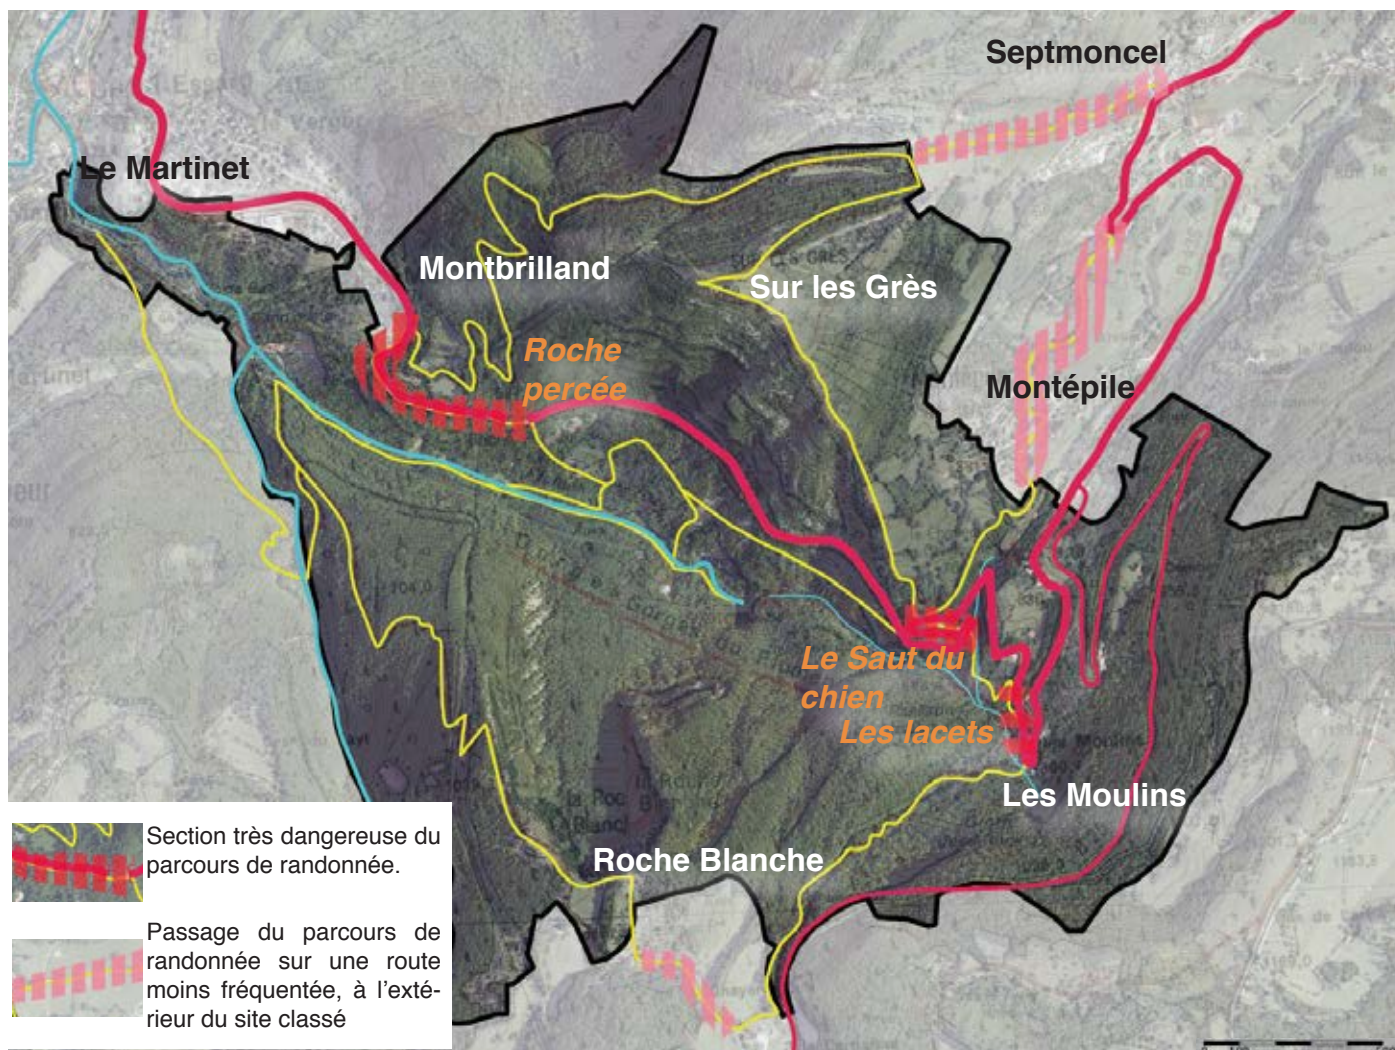 Septmoncel
Le Martinet
Montbrilland
Sur les Grès
Roche
percée
Montépile
Le Saut du
chien
Les lacets
Les Moulins
Roche Blanche
Section très dangereuse du
parcours de randonnée.
Passage du parcours de
randonnée sur une route
moins fréquentée, à l'exté-
rieur du site classé